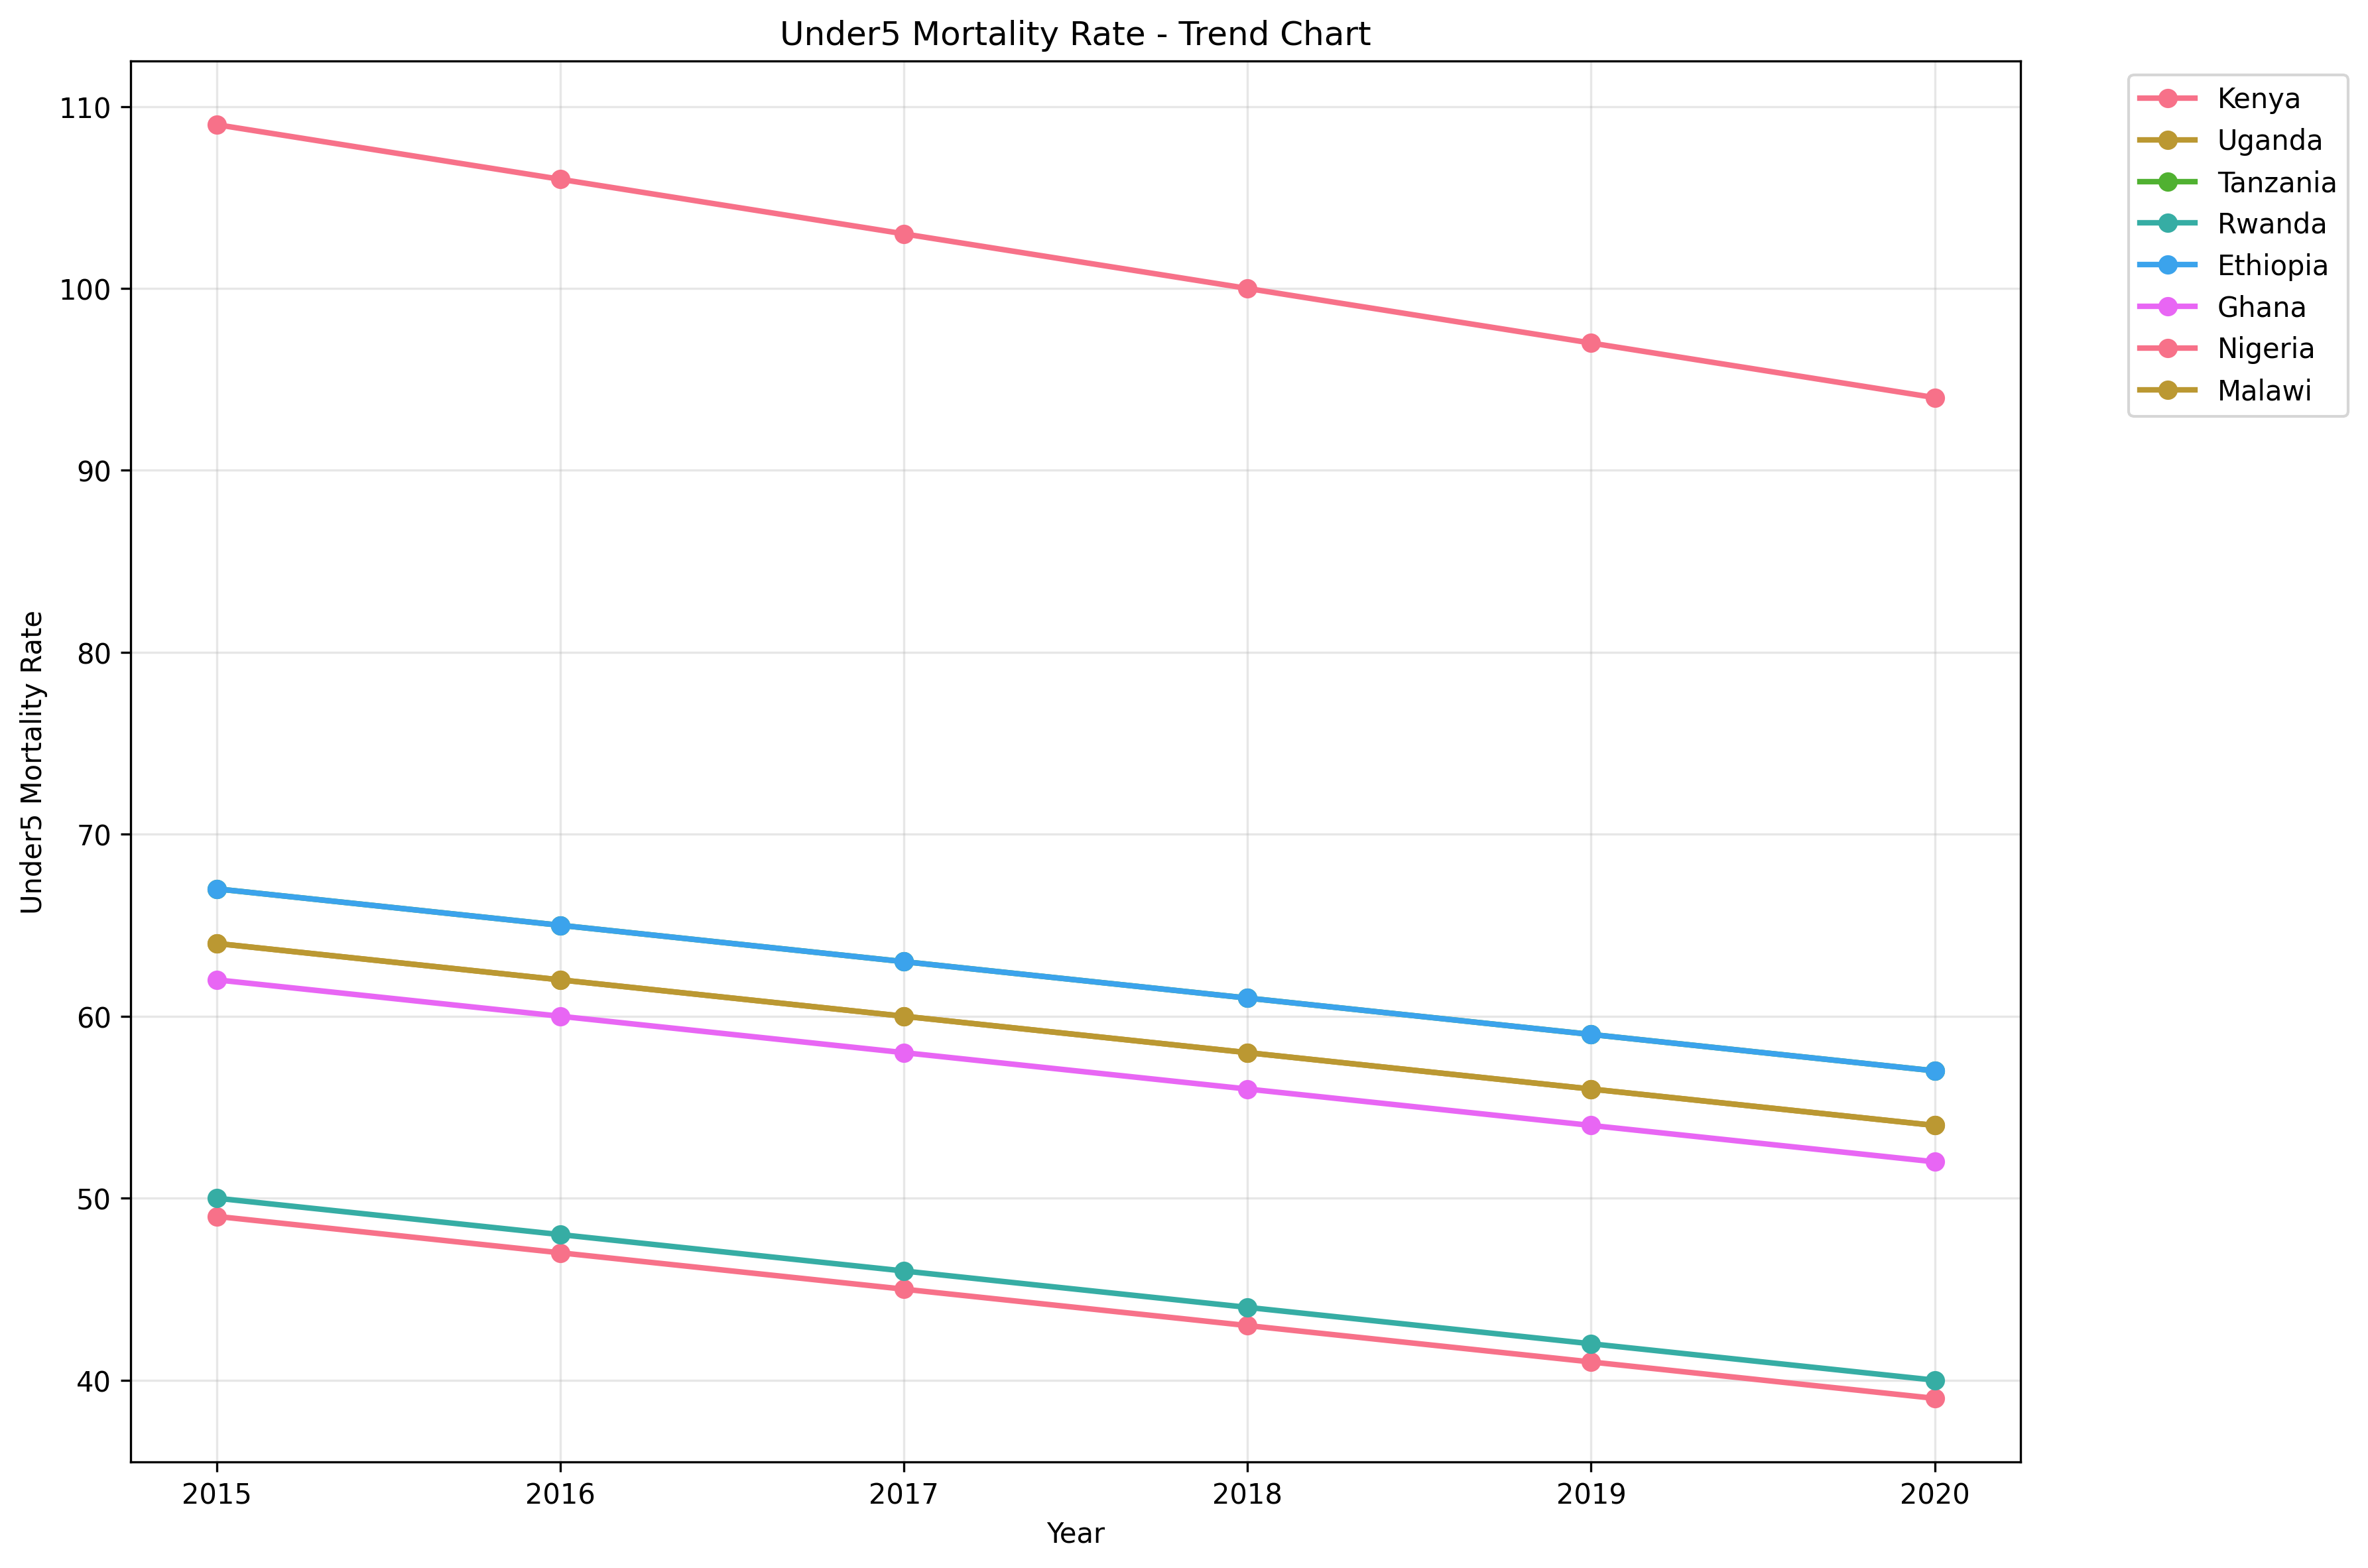 Under5 Mortality Rate - Trend Chart
Under5 Mortality Rate
110
100
90
80
70
60
50
40
2015 2016 2017 2018 2019 2020
Year
Kenya
Uganda
Tanzania
Rwanda
Ethiopia
Ghana
Nigeria
Malawi